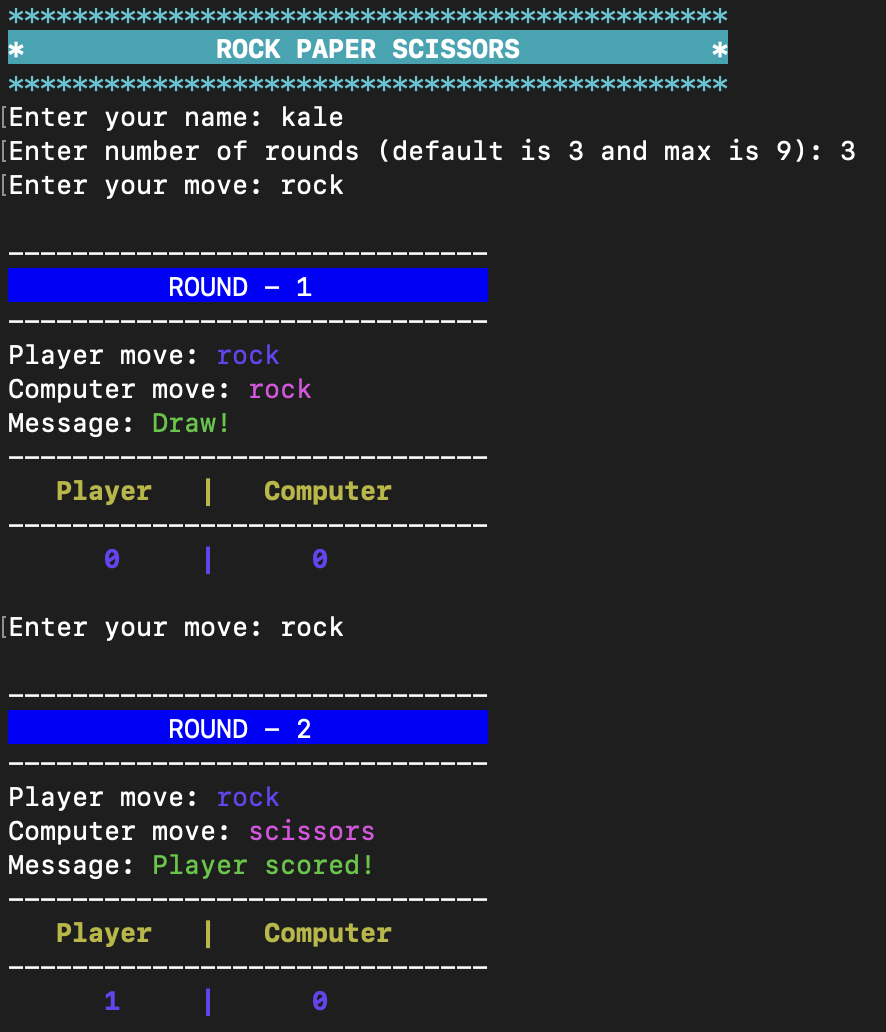 *********************************************
*            ROCK PAPER SCISSORS            *
*********************************************
[Enter your name: kale
[Enter number of rounds (default is 3 and max is 9): 3
[Enter your move: rock
------------------------------
ROUND - 1
------------------------------
Player move: rock
Computer move: rock
Message: Draw!
------------------------------
Player | Computer
------------------------------
0 | 0
[Enter your move: rock
------------------------------
ROUND - 2
------------------------------
Player move: rock
Computer move: scissors
Message: Player scored!
------------------------------
Player | Computer
------------------------------
1 | 0